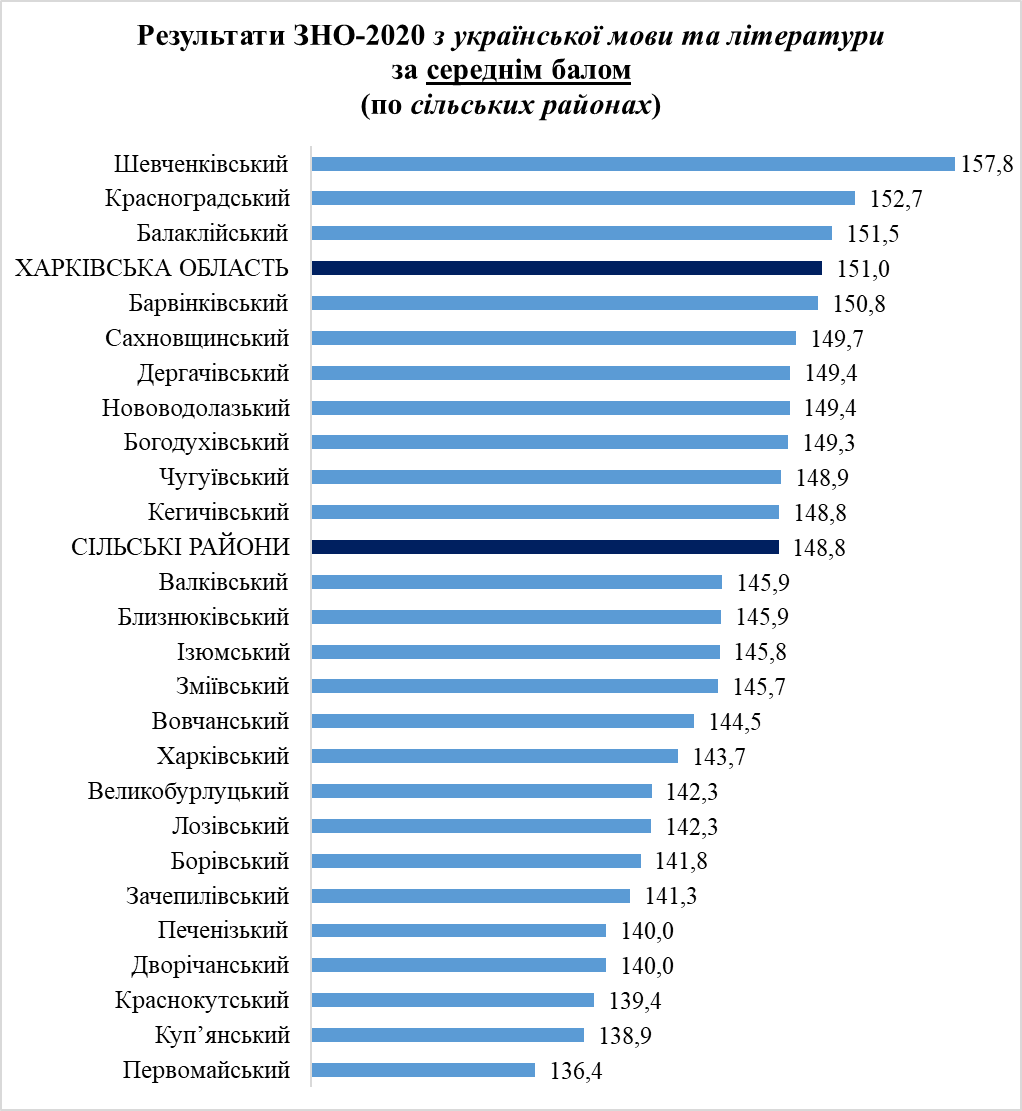 Результати ЗНО-2020 з української мови та літератури
за середнім балом
(по сільських районах)
Шевченківський 157,8
Красноградський 152,7
Балаклійський 151,5
ХАРКІВСЬКА ОБЛАСТЬ 151,0
Барвінківський 150,8
Сахновщинський 149,7
Дергачівський 149,4
Нововодолазький 149,4
Богодухівський 149,3
Чугуївський 148,9
Кегичівський 148,8
СІЛЬСЬКІ РАЙОНИ 148,8
Валківський 145,9
Близнюківський 145,9
Ізюмський 145,8
Зміївський 145,7
Вовчанський 144,5
Харківський 143,7
Великобурлуцький 142,3
Лозівський 142,3
Борівський 141,8
Зачепилівський 141,3
Печенізький 140,0
Дворічанський 140,0
Краснокутський 139,4
Куп’янський 138,9
Первомайський 136,4